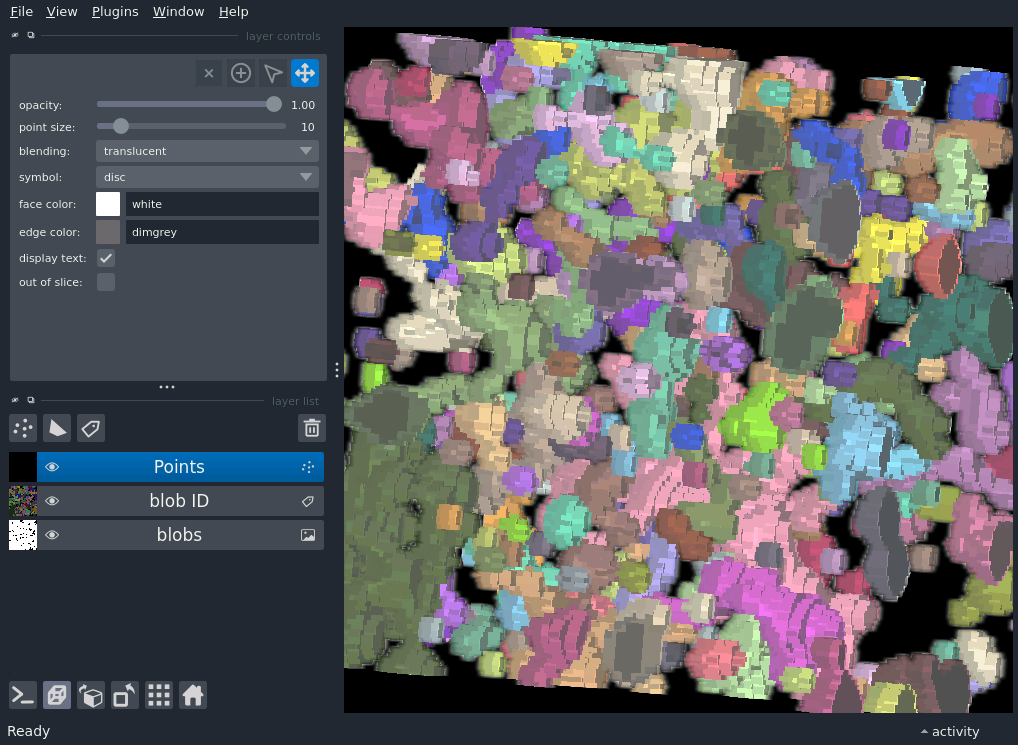 File View Plugins Window Help
layer controls
opacity: 1.00
point size: 10
blending: translucent
symbol: disc
face color: white
edge color: dimgrey
display text:
out of slice:
layer list
Points
blob ID
blobs
Ready
activity